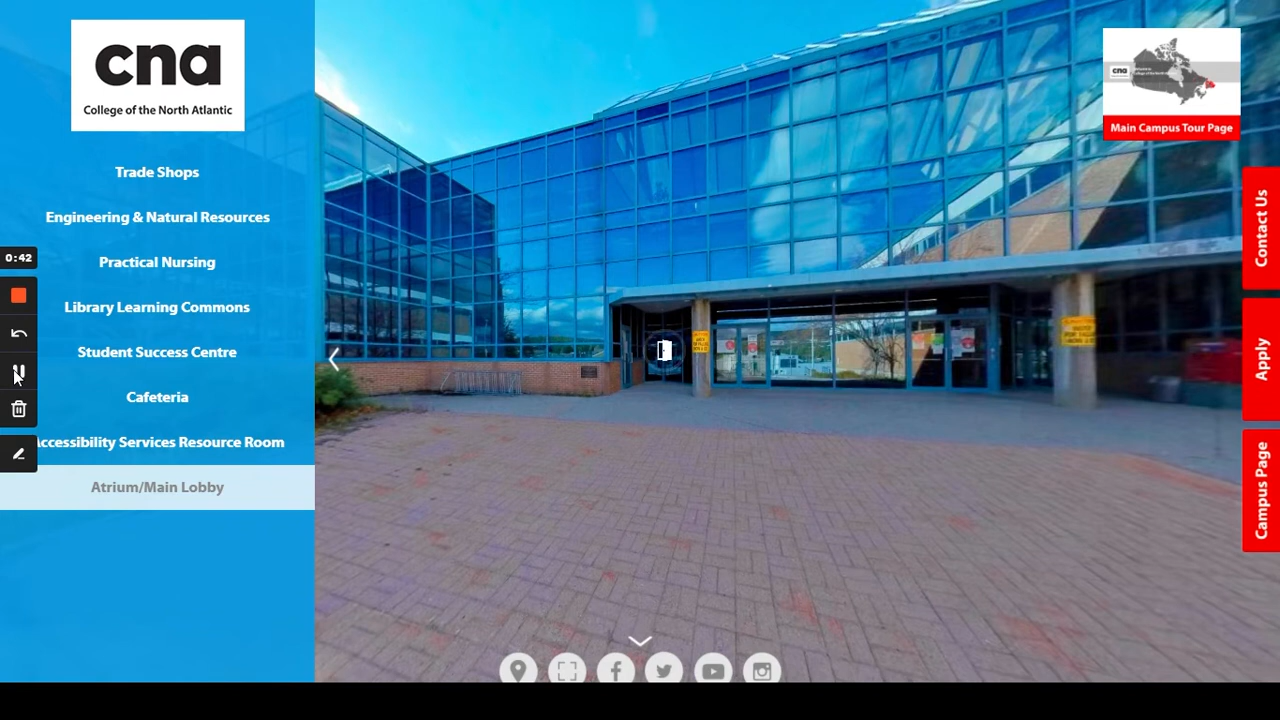 cna
College of the North Atlantic
Trade Shops
Engineering & Natural Resources
Practical Nursing
Library Learning Commons
Student Success Centre
Cafeteria
Accessibility Services Resource Room
Atrium/Main Lobby
0:42
cna
Main Campus Tour Page
Contact Us
Apply
Campus Page